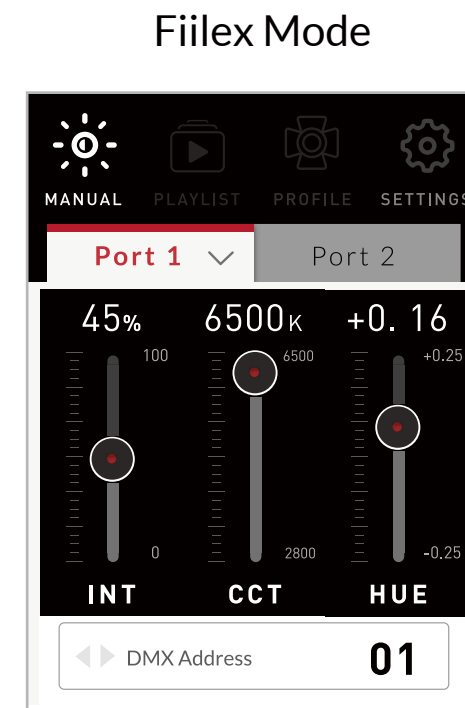 Fiilex Mode
MANUAL PLAYLIST PROFILE SETTINGS
Port 1 Port 2
45% 6500K +0. 16
100 6500 +0.25
0 2800 -0.25
INT CCT HUE
DMX Address 01